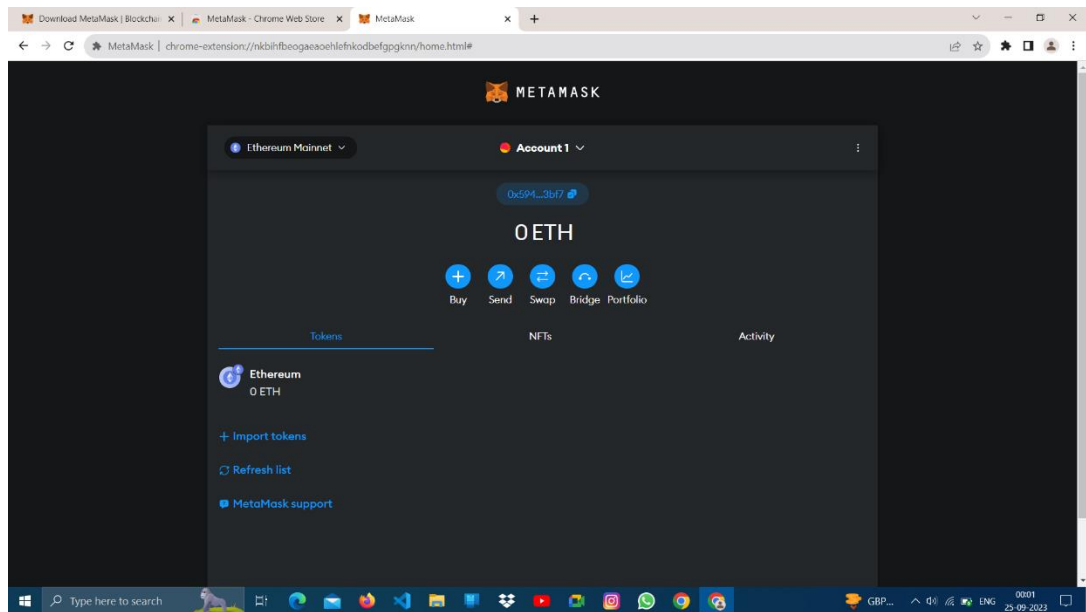 Download MetaMask | Blockchai
MetaMask - Chrome Web Store
MetaMask
MetaMask | chrome-extension://nkbihfbeogaeaoehlefnkodbefgpgknn/home.html#
METAMASK
Ethereum Mainnet
Account 1
0x594...3bf7
0 ETH
Buy Send Swap Bridge Portfolio
Tokens NFTs Activity
Ethereum
0 ETH
+ Import tokens
Refresh list
MetaMask support
Type here to search
GBP...
ENG
00:01
25-09-2023